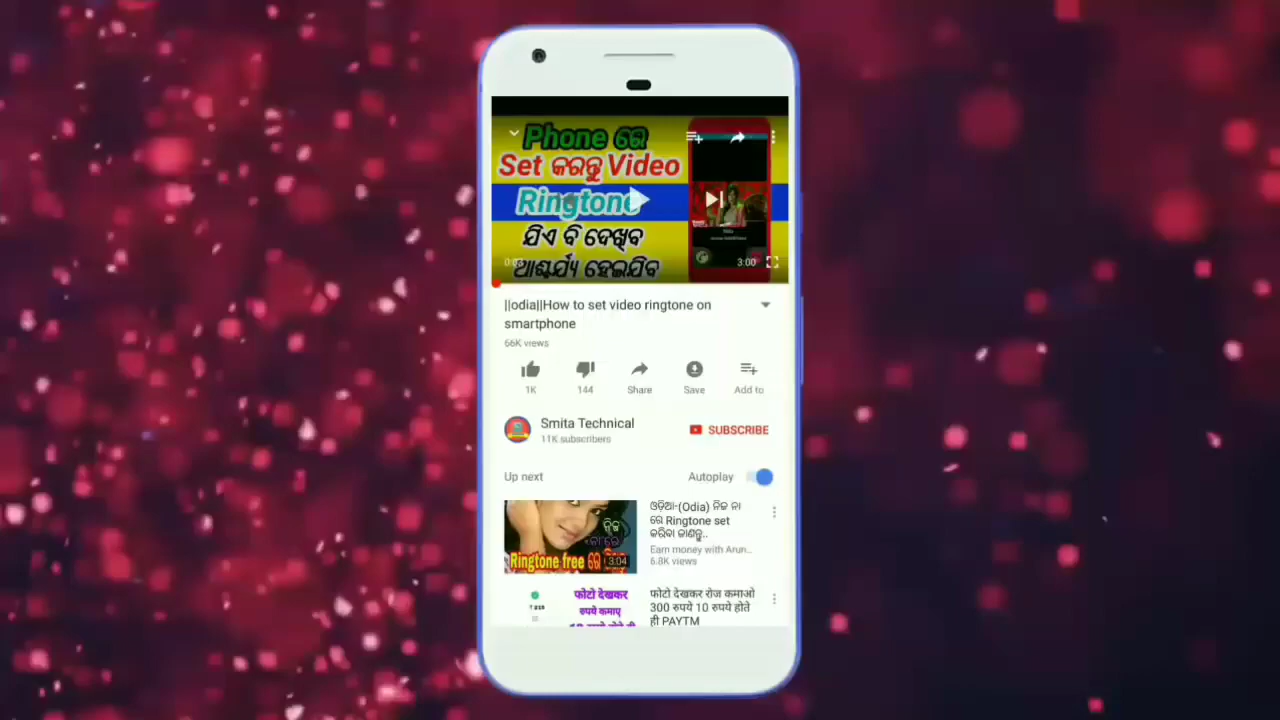 Phone ରେ
Set କରନ୍ତୁ Video
Ringtone
ଯିଏ ବି ଦେଖିବ
ଆଶ୍ଚର୍ଯ୍ୟ ହେଇଯିବ
0:03
3:00
||odia||How to set video ringtone on
smartphone
66K views
1K
144
Share
Save
Add to
Smita Technical
11K subscribers
SUBSCRIBE
Up next
Autoplay
ନିଜ
ନାଁ ରେ
Ringtone free ରେ
3:04
ଓଡ଼ିଆ-(Odia) ନିଜ ନା
ରେ Ringtone set
କରିବା ଜାଣନ୍ତୁ..
Earn money with Arun...
6.8K views
फोटो देखकर
रुपये कमाए
फोटो देखकर रोज कमाओ
300 रुपये 10 रुपये होते
ही PAYTM